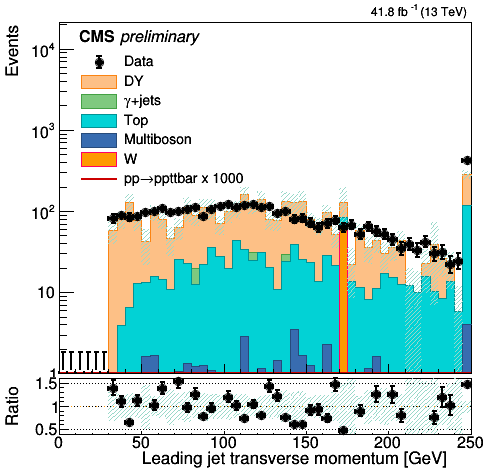 41.8 fb⁻¹ (13 TeV)
CMS preliminary
Data
DY
γ+jets
Top
Multiboson
W
pp→ppttbar x 1000
Events
10⁴
10³
10²
10
1
Ratio
1.5
1
0.5
0 50 100 150 200 250
Leading jet transverse momentum [GeV]